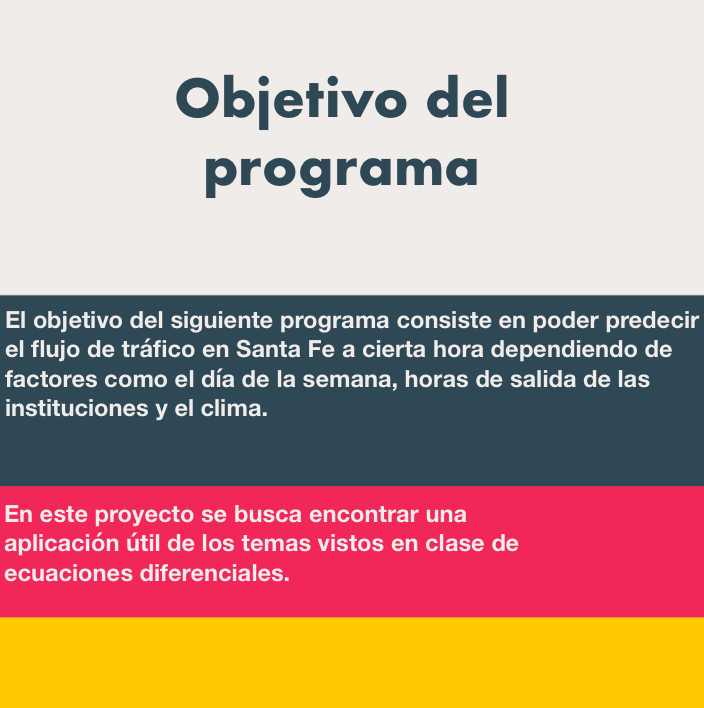 Objetivo del
programa
El objetivo del siguiente programa consiste en poder predecir
el flujo de tráfico en Santa Fe a cierta hora dependiendo de
factores como el día de la semana, horas de salida de las
instituciones y el clima.
En este proyecto se busca encontrar una
aplicación útil de los temas vistos en clase de
ecuaciones diferenciales.